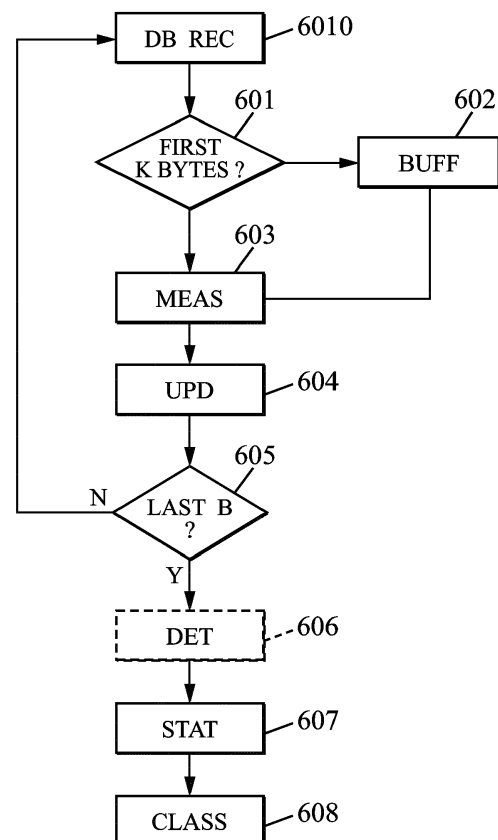 DB REC
6010
601
602
FIRST
K BYTES ?
BUFF
603
MEAS
UPD
604
605
N
LAST B
?
Y
DET
606
STAT
607
CLASS
608